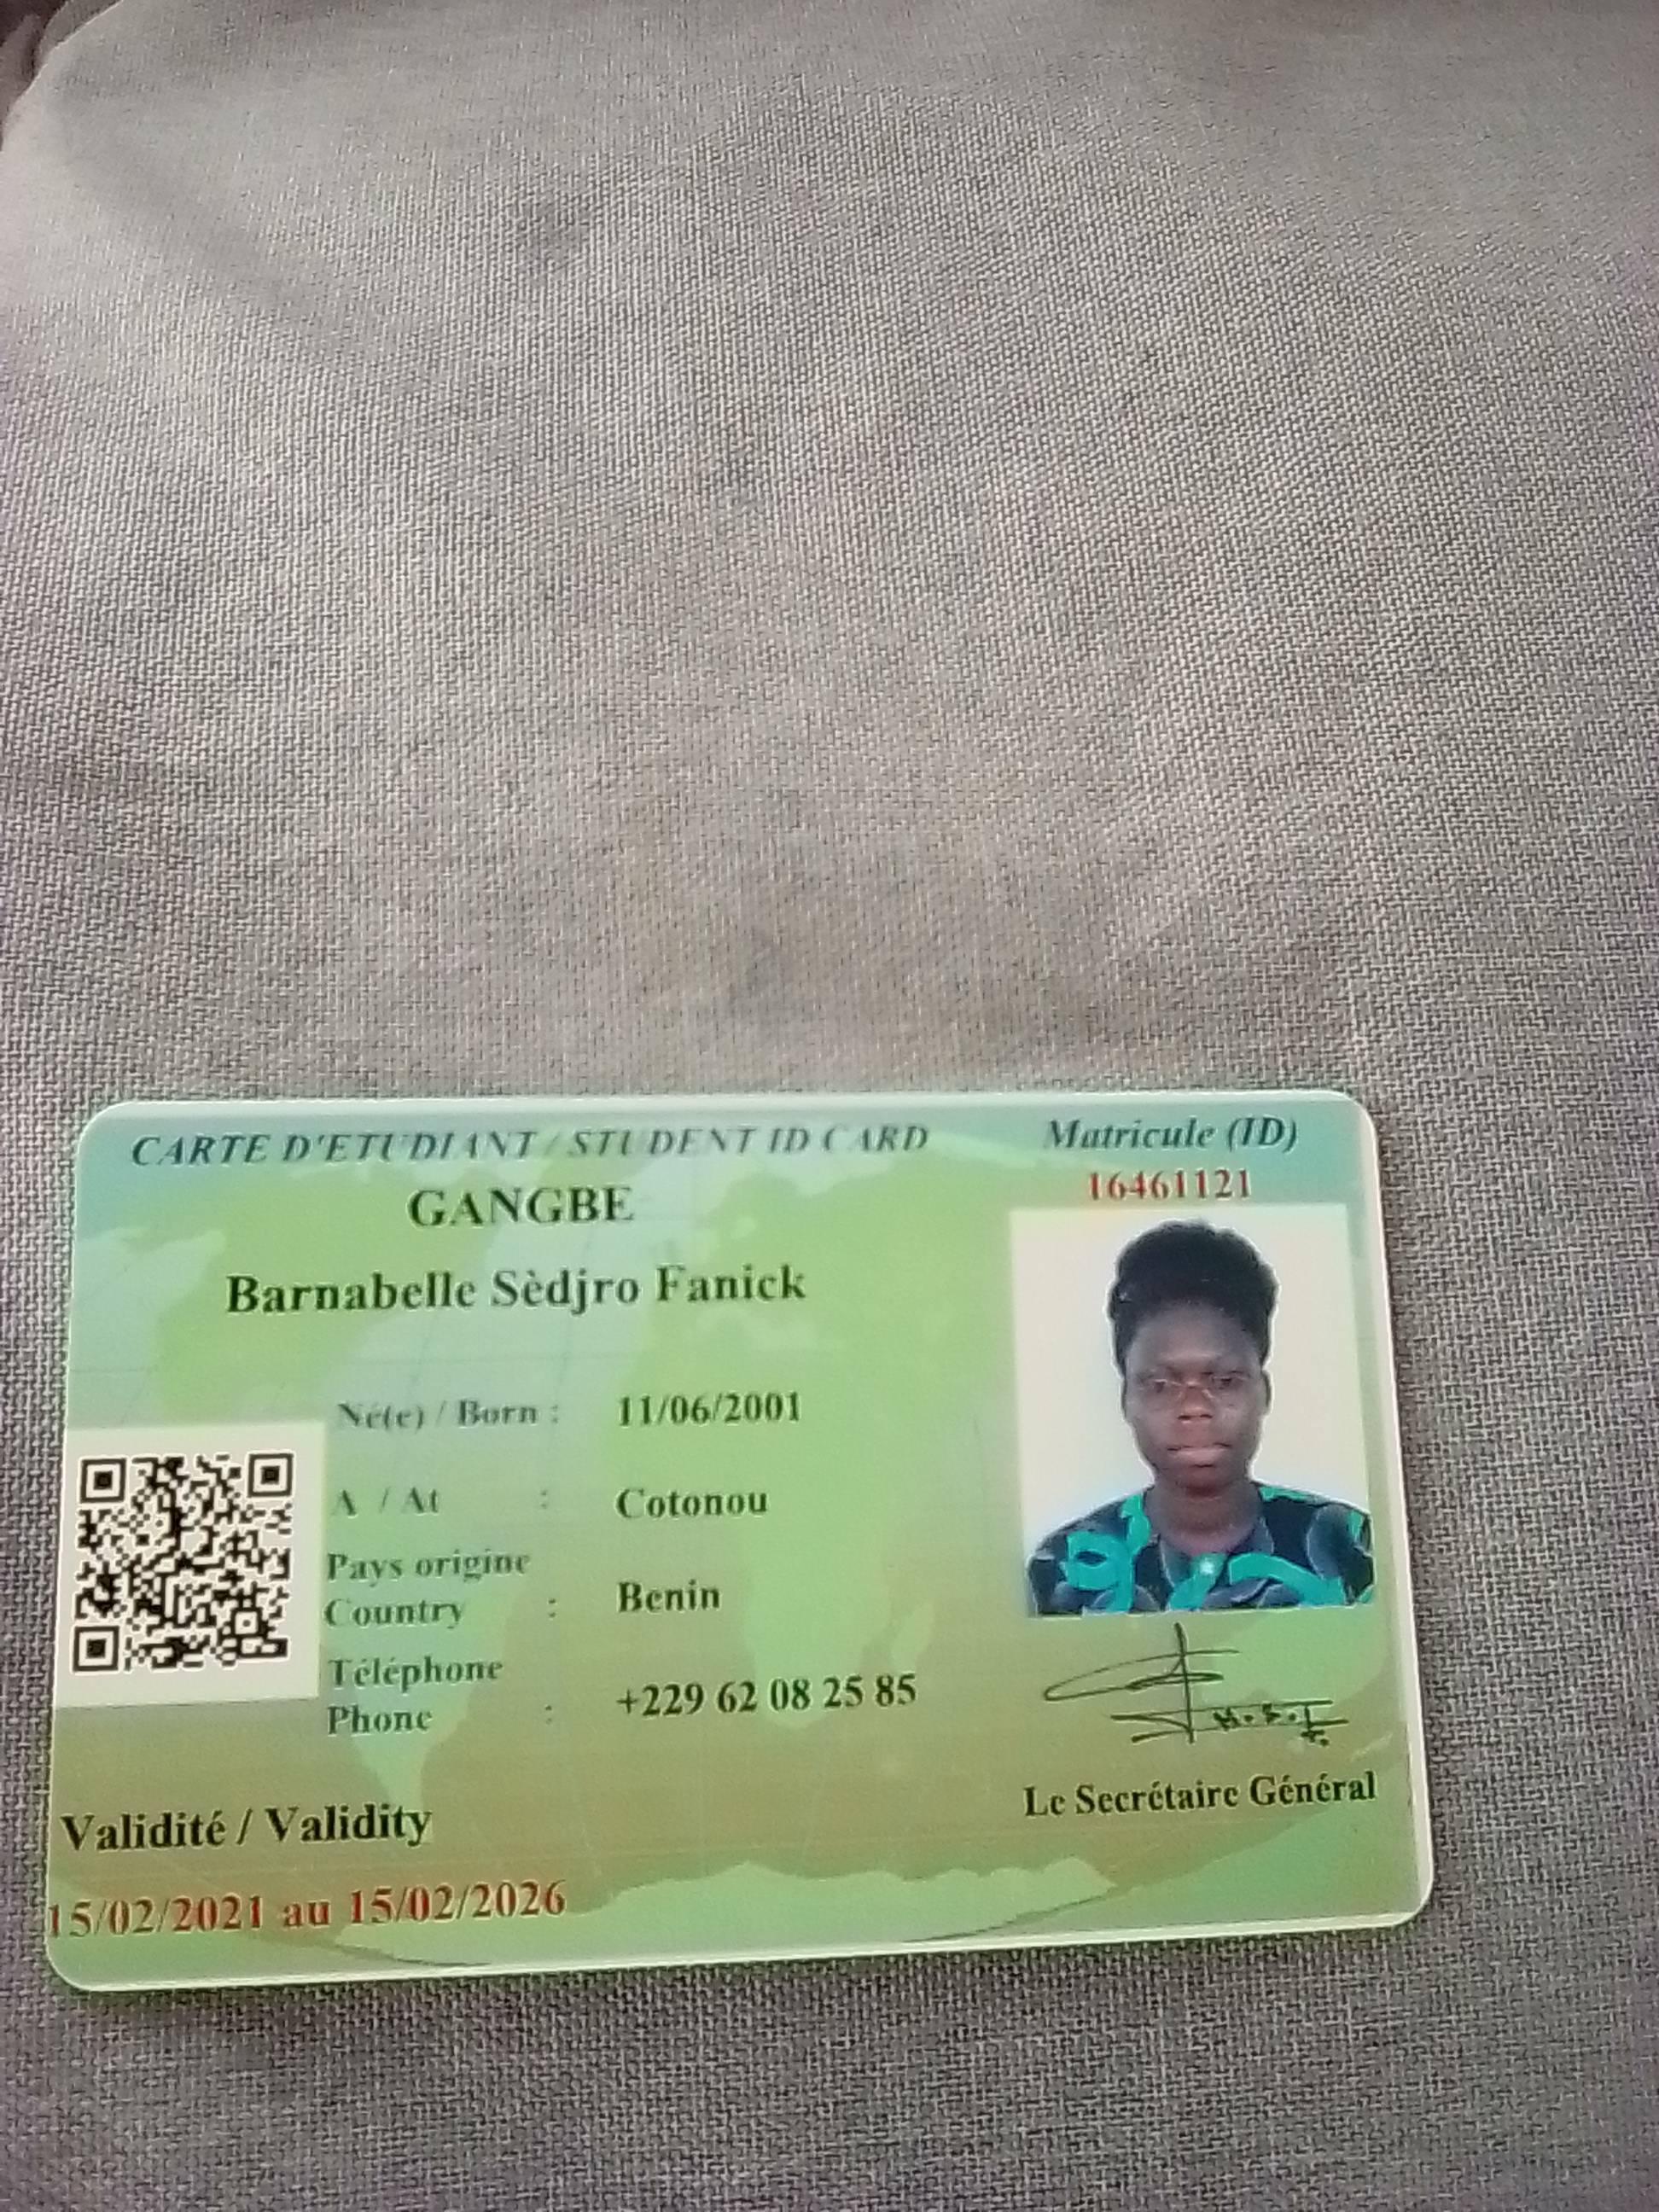 CARTE D'ETUDIANT / STUDENT ID CARD
Matricule (ID)
16461121
GANGBE
Barnabelle Sèdjro Fanick
Né(e) / Born : 11/06/2001
A / At : Cotonou
Pays origine
Country : Benin
Téléphone
Phone : +229 62 08 25 85
Le Secrétaire Général
Validité / Validity
15/02/2021 au 15/02/2026